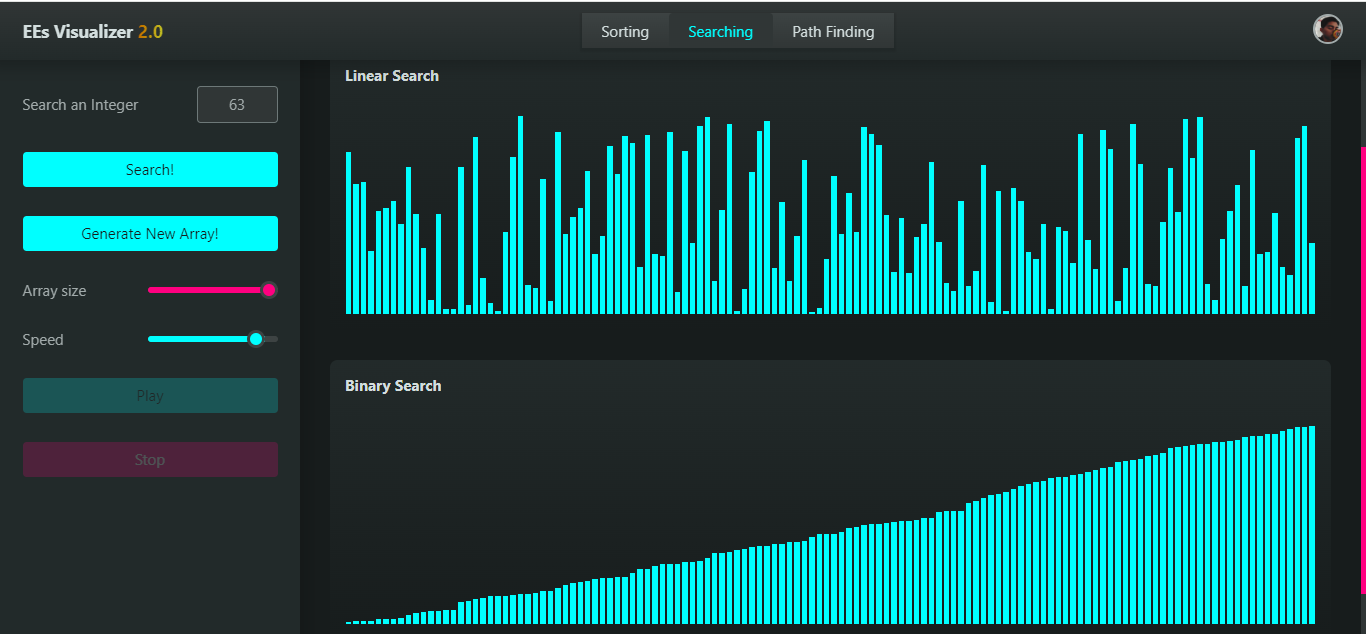 EEs Visualizer 2.0
Sorting
Searching
Path Finding
Search an Integer
63
Search!
Generate New Array!
Array size
Speed
Play
Stop
Linear Search
Binary Search